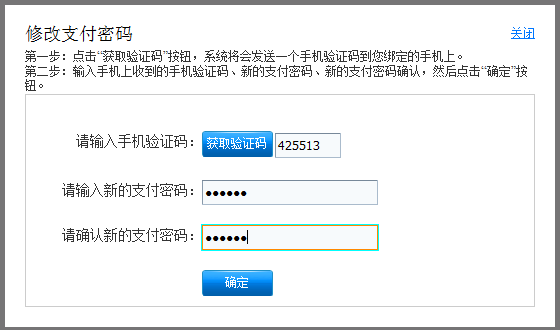 修改支付密码 关闭
第一步：点击“获取验证码”按钮，系统将会发送一个手机验证码到您绑定的手机上。
第二步：输入手机上收到的手机验证码、新的支付密码、新的支付密码确认，然后点击“确定”按
钮。
请输入手机验证码： 获取验证码 425513
请输入新的支付密码： ●●●●●●
请确认新的支付密码： ●●●●●●
确定